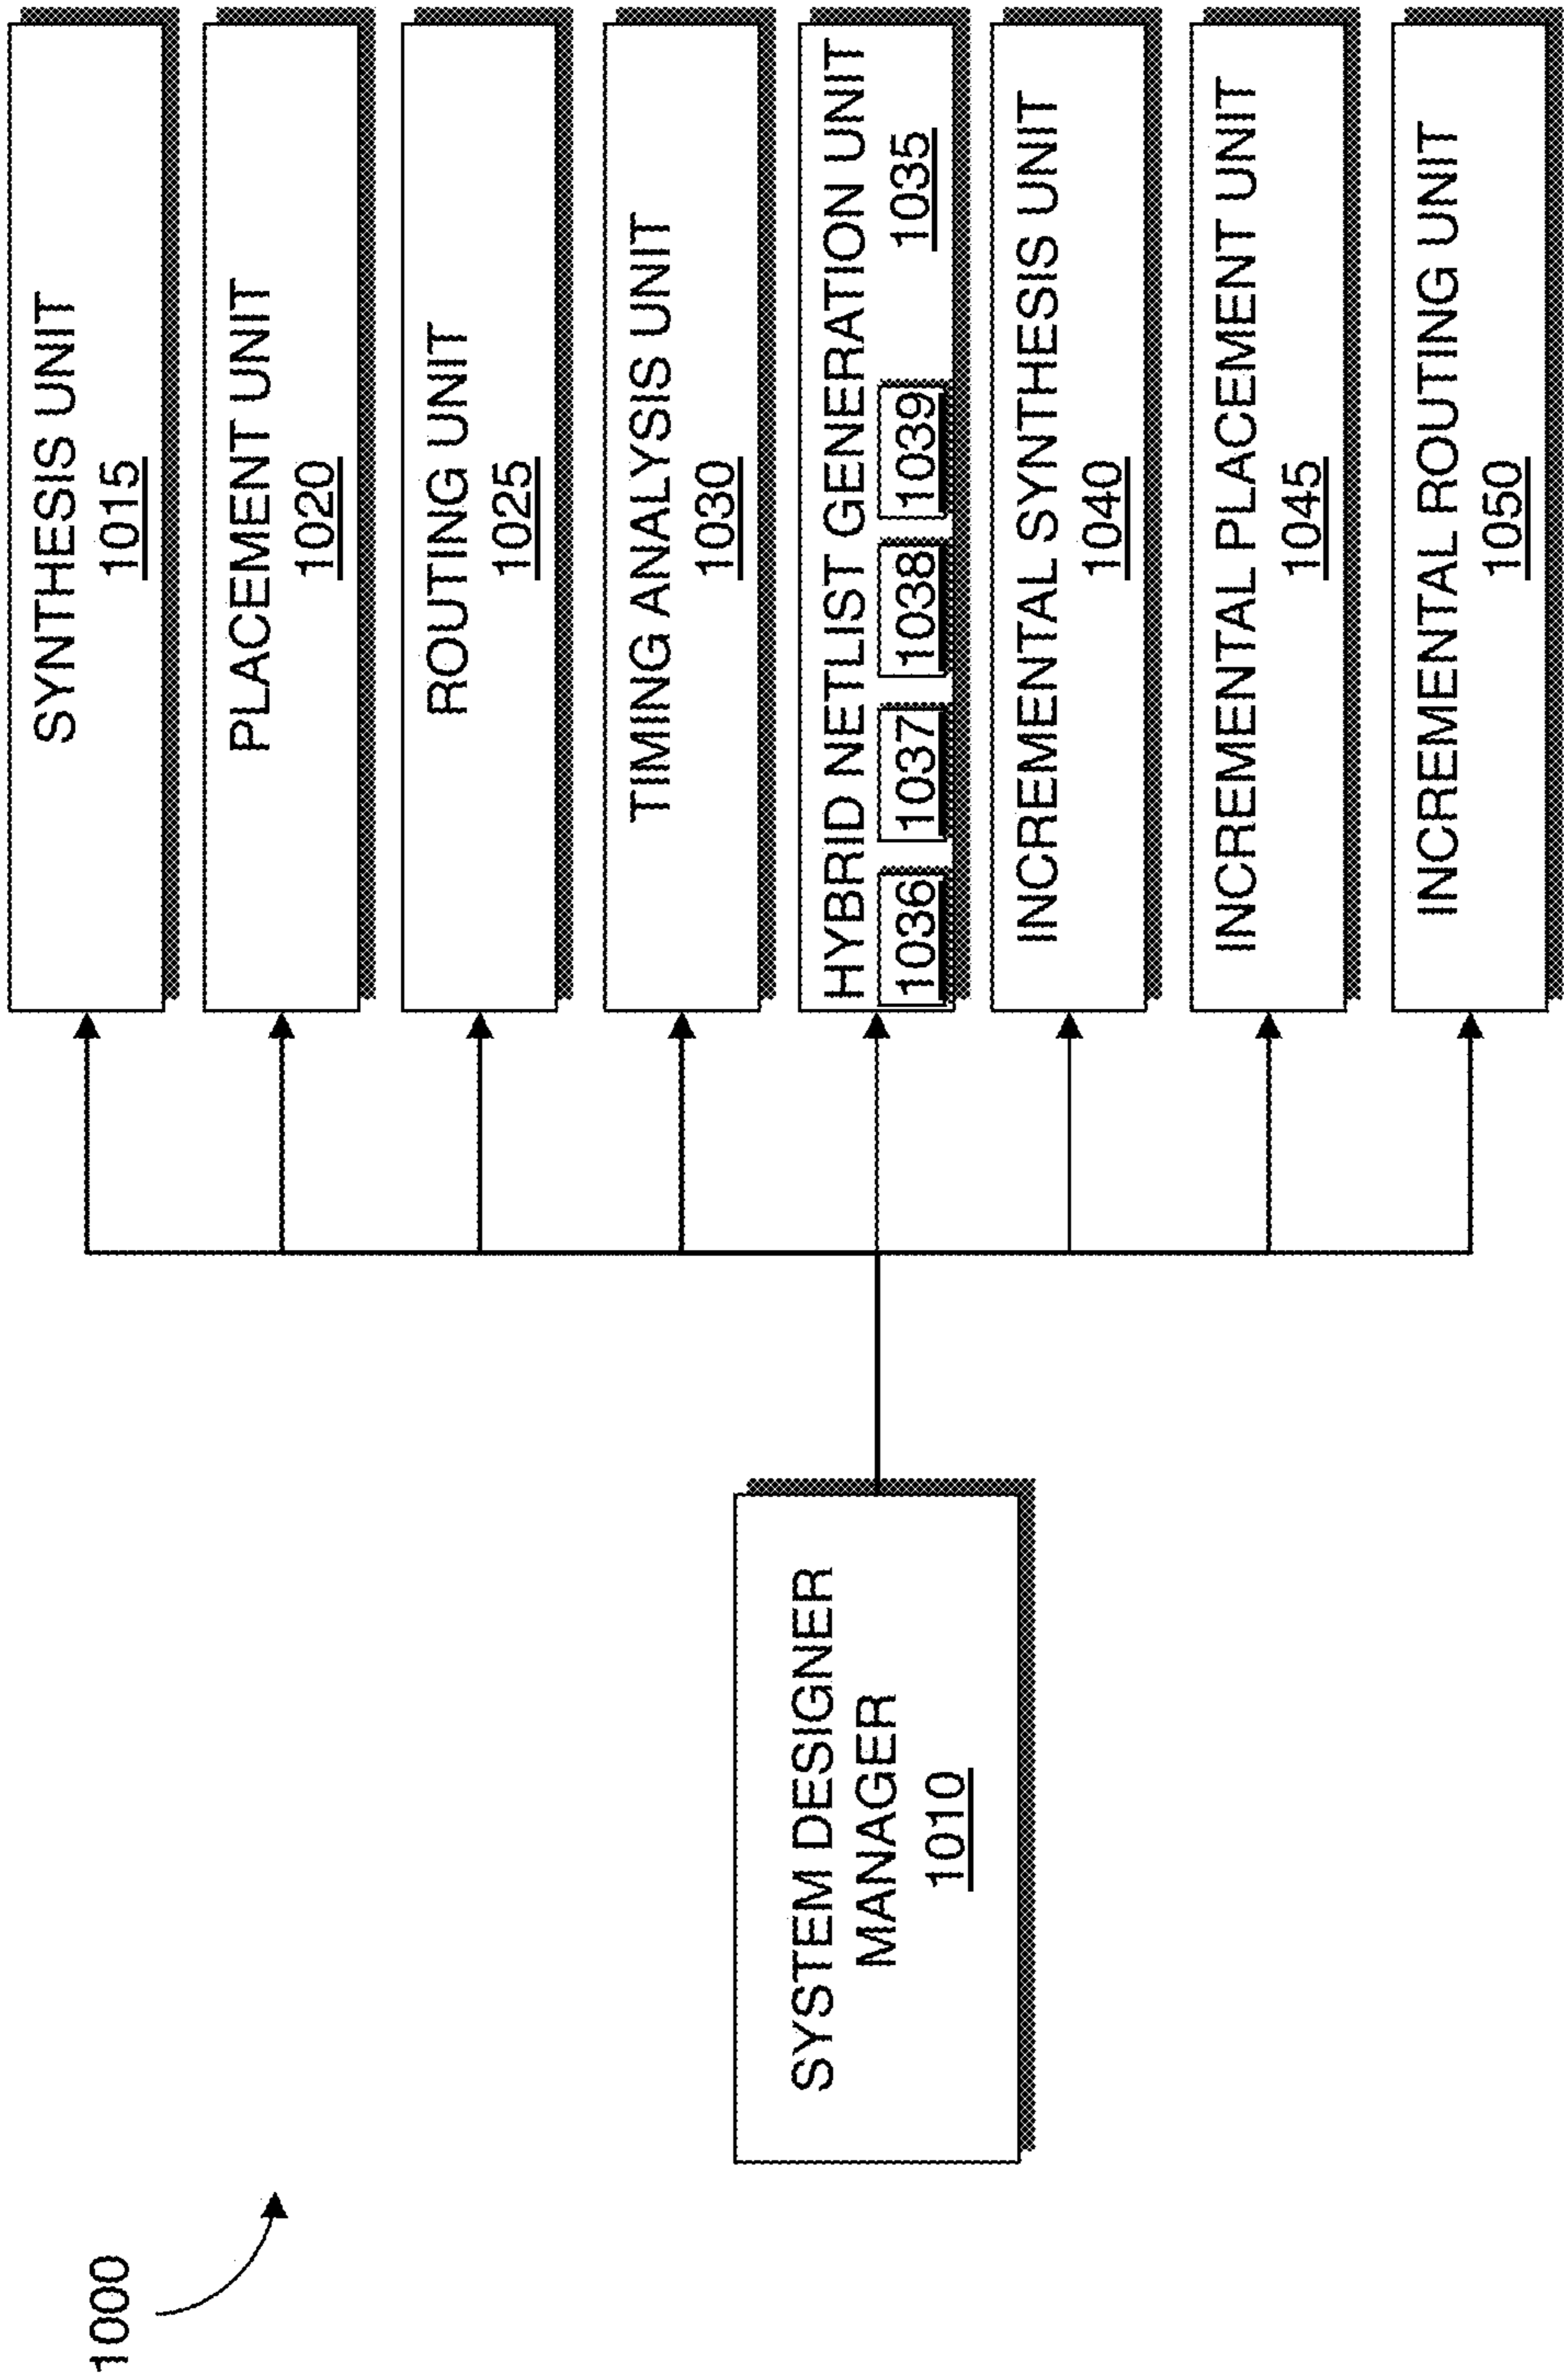 1000
SYSTEM DESIGNER
MANAGER
1010
SYNTHESIS UNIT
1015
PLACEMENT UNIT
1020
ROUTING UNIT
1025
TIMING ANALYSIS UNIT
1030
HYBRID NETLIST GENERATION UNIT
1036 1037 1038 1039 1035
INCREMENTAL SYNTHESIS UNIT
1040
INCREMENTAL PLACEMENT UNIT
1045
INCREMENTAL ROUTING UNIT
1050